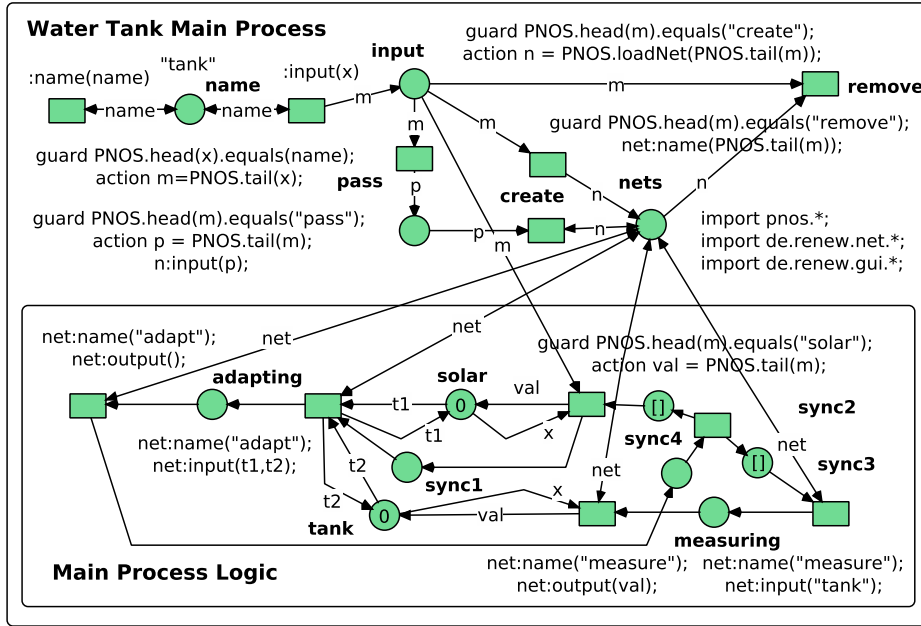 Water Tank Main Process
guard PNOS.head(m).equals("create");
action n = PNOS.loadNet(PNOS.tail(m));
input
"tank"
:name(name)
name
:input(x)
name
name
m
m
remove
m
m
guard PNOS.head(m).equals("remove");
net:name(PNOS.tail(m));
guard PNOS.head(x).equals(name);
action m=PNOS.tail(x);
pass
p
create
n
nets
n
guard PNOS.head(m).equals("pass");
action p = PNOS.tail(m);
n:input(p);
p
n
m
import pnos.*;
import de.renew.net.*;
import de.renew.gui.*;
net:name("adapt");
net:output();
net
net
guard PNOS.head(m).equals("solar");
action val = PNOS.tail(m);
adapting
solar
val
t1
0
[]
sync2
net:name("adapt");
net:input(t1,t2);
t1
x
sync4
net
t2
sync1
net
[]
sync3
t2
x
tank
0
val
measuring
Main Process Logic
net:name("measure");
net:output(val);
net:name("measure");
net:input("tank");